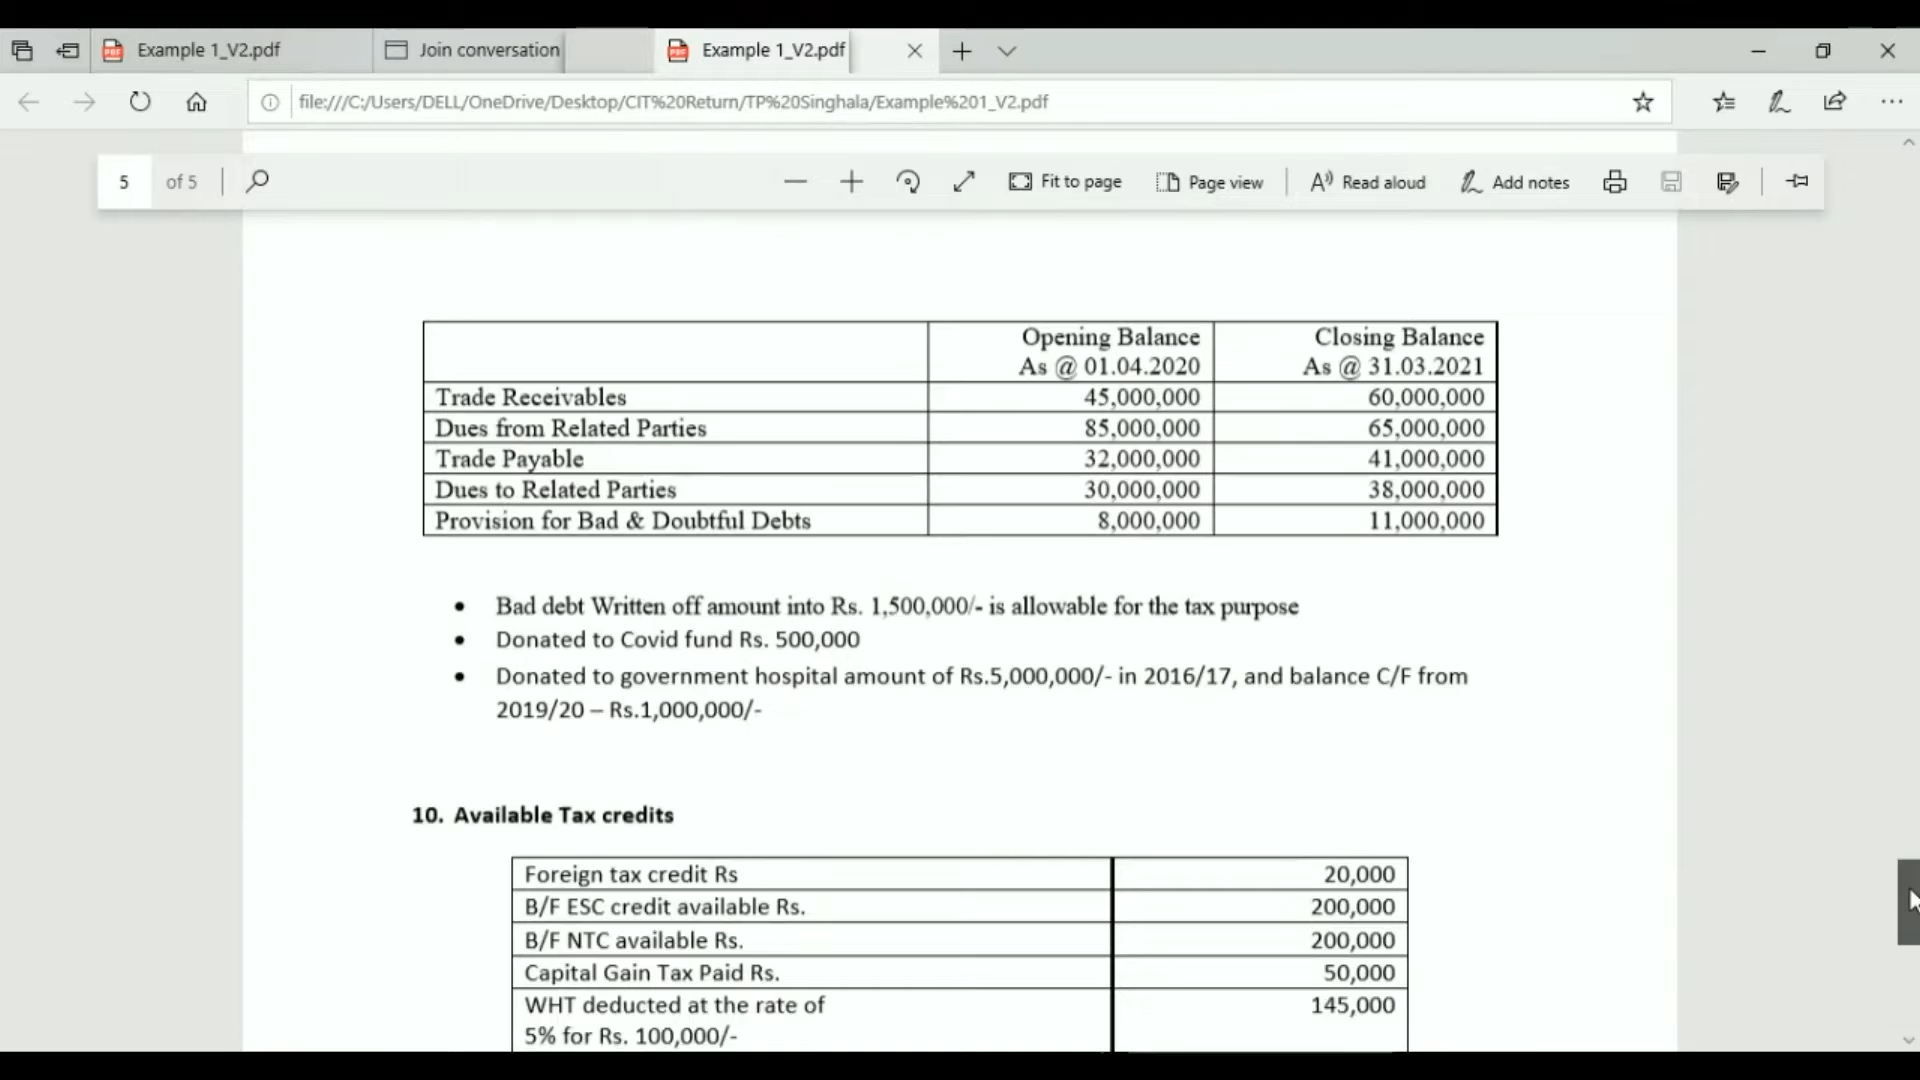 Example 1_V2.pdf
Join conversation
Example 1_V2.pdf
file:///C:/Users/DELL/OneDrive/Desktop/CIT%20Return/TP%20Singhala/Example%201_V2.pdf
5 of 5
Fit to page
Page view
Read aloud
Add notes
Opening Balance Closing Balance
As @ 01.04.2020 As @ 31.03.2021
Trade Receivables 45,000,000 60,000,000
Dues from Related Parties 85,000,000 65,000,000
Trade Payable 32,000,000 41,000,000
Dues to Related Parties 30,000,000 38,000,000
Provision for Bad & Doubtful Debts 8,000,000 11,000,000
• Bad debt Written off amount into Rs. 1,500,000/- is allowable for the tax purpose
• Donated to Covid fund Rs. 500,000
• Donated to government hospital amount of Rs.5,000,000/- in 2016/17, and balance C/F from
2019/20 – Rs.1,000,000/-
10. Available Tax credits
Foreign tax credit Rs 20,000
B/F ESC credit available Rs. 200,000
B/F NTC available Rs. 200,000
Capital Gain Tax Paid Rs. 50,000
WHT deducted at the rate of 145,000
5% for Rs. 100,000/-